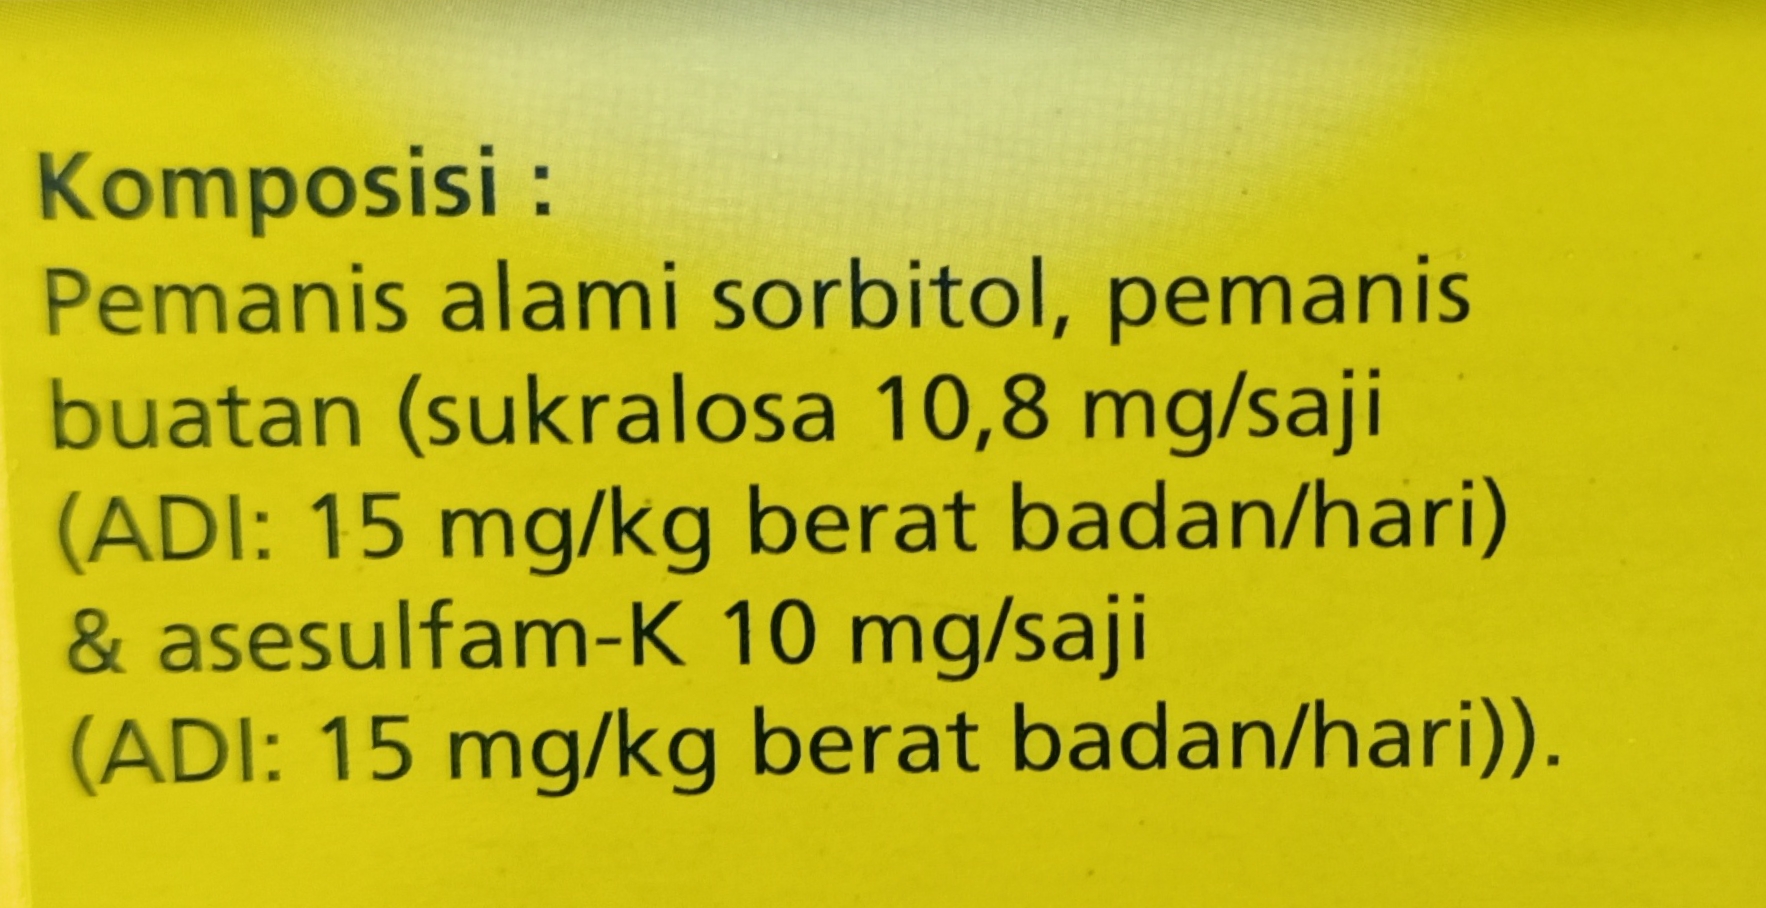 Komposisi :
Pemanis alami sorbitol, pemanis
buatan (sukralosa 10,8 mg/saji
(ADI: 15 mg/kg berat badan/hari)
& asesulfam-K 10 mg/saji
(ADI: 15 mg/kg berat badan/hari)).